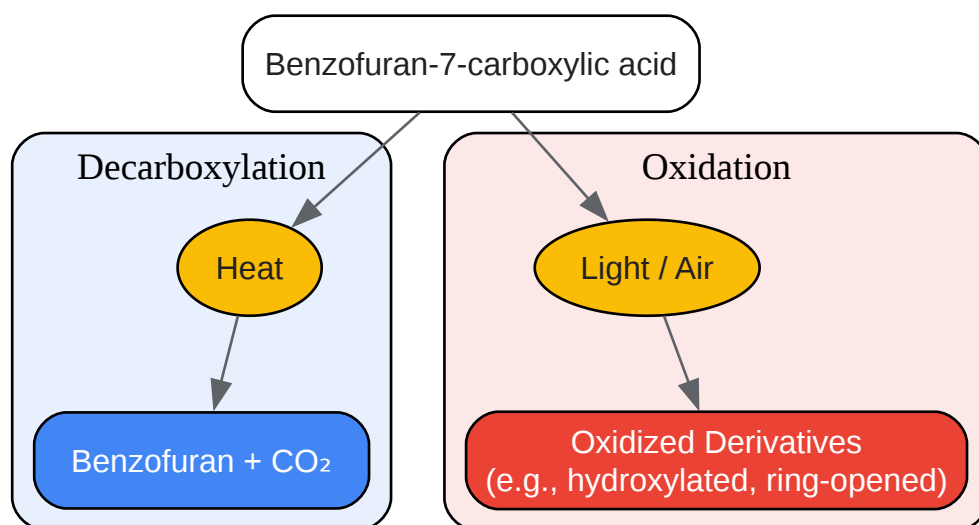 Benzofuran-7-carboxylic acid
Decarboxylation
Oxidation
Heat
Light / Air
Benzofuran + CO₂
Oxidized Derivatives
(e.g., hydroxylated, ring-opened)